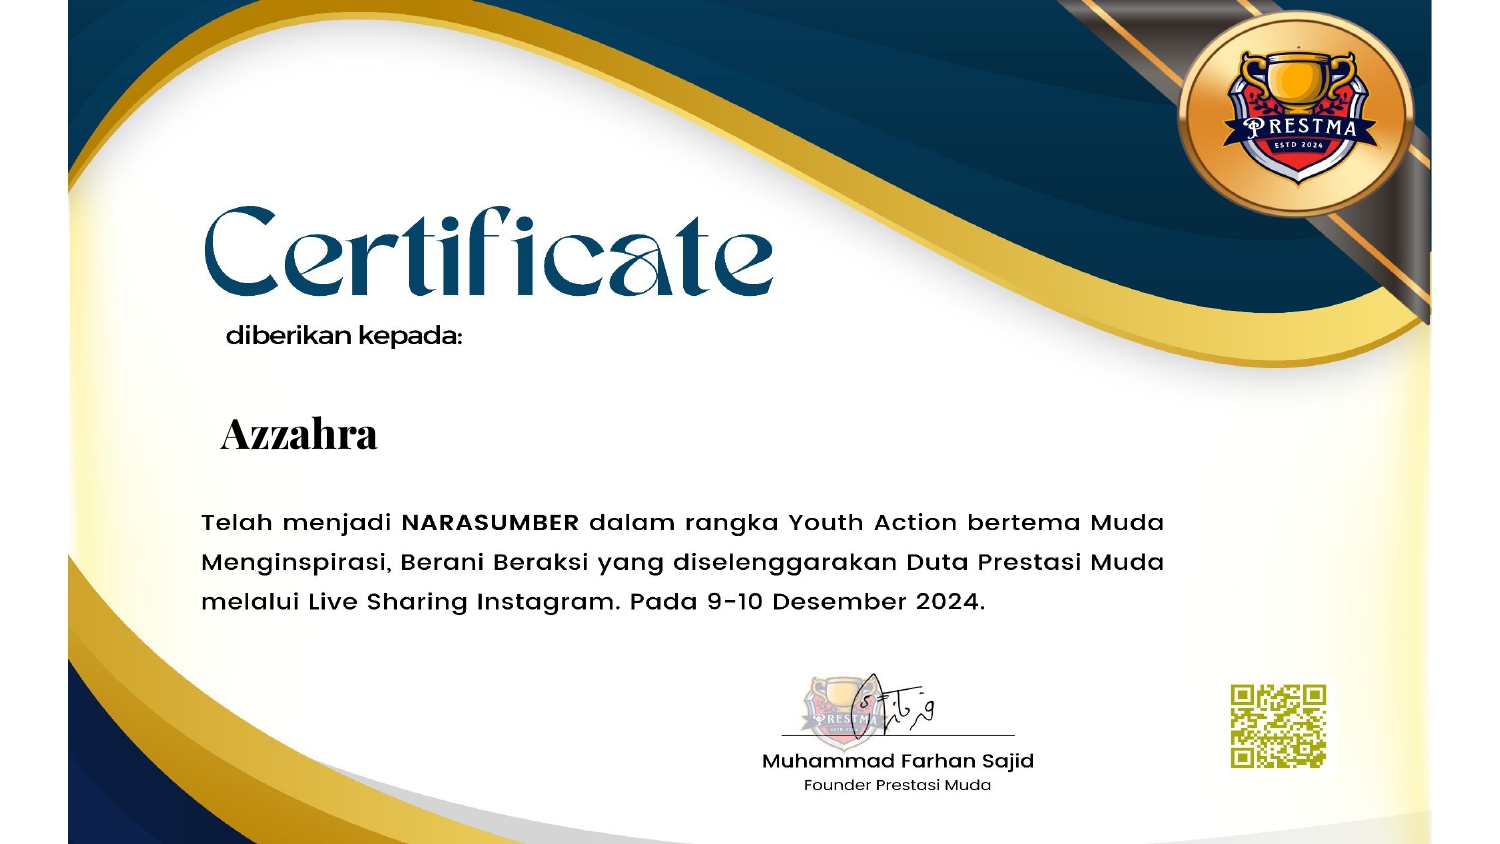 PRESTMA
ESTD 2024
Certificate
diberikan kepada:
Azzahra
Telah menjadi NARASUMBER dalam rangka Youth Action bertema Muda
Menginspirasi, Berani Beraksi yang diselenggarakan Duta Prestasi Muda
melalui Live Sharing Instagram. Pada 9-10 Desember 2024.
PRESTMA
Muhammad Farhan Sajid
Founder Prestasi Muda